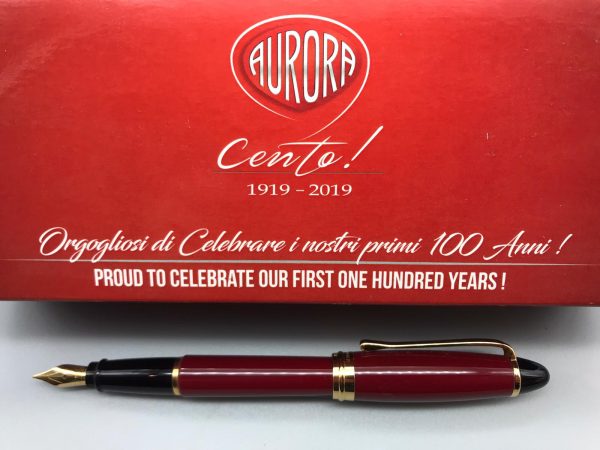 AURORA
Cento!
1919 - 2019
Orgogliosi di Celebrare i nostri primi 100 Anni !
PROUD TO CELEBRATE OUR FIRST ONE HUNDRED YEARS !